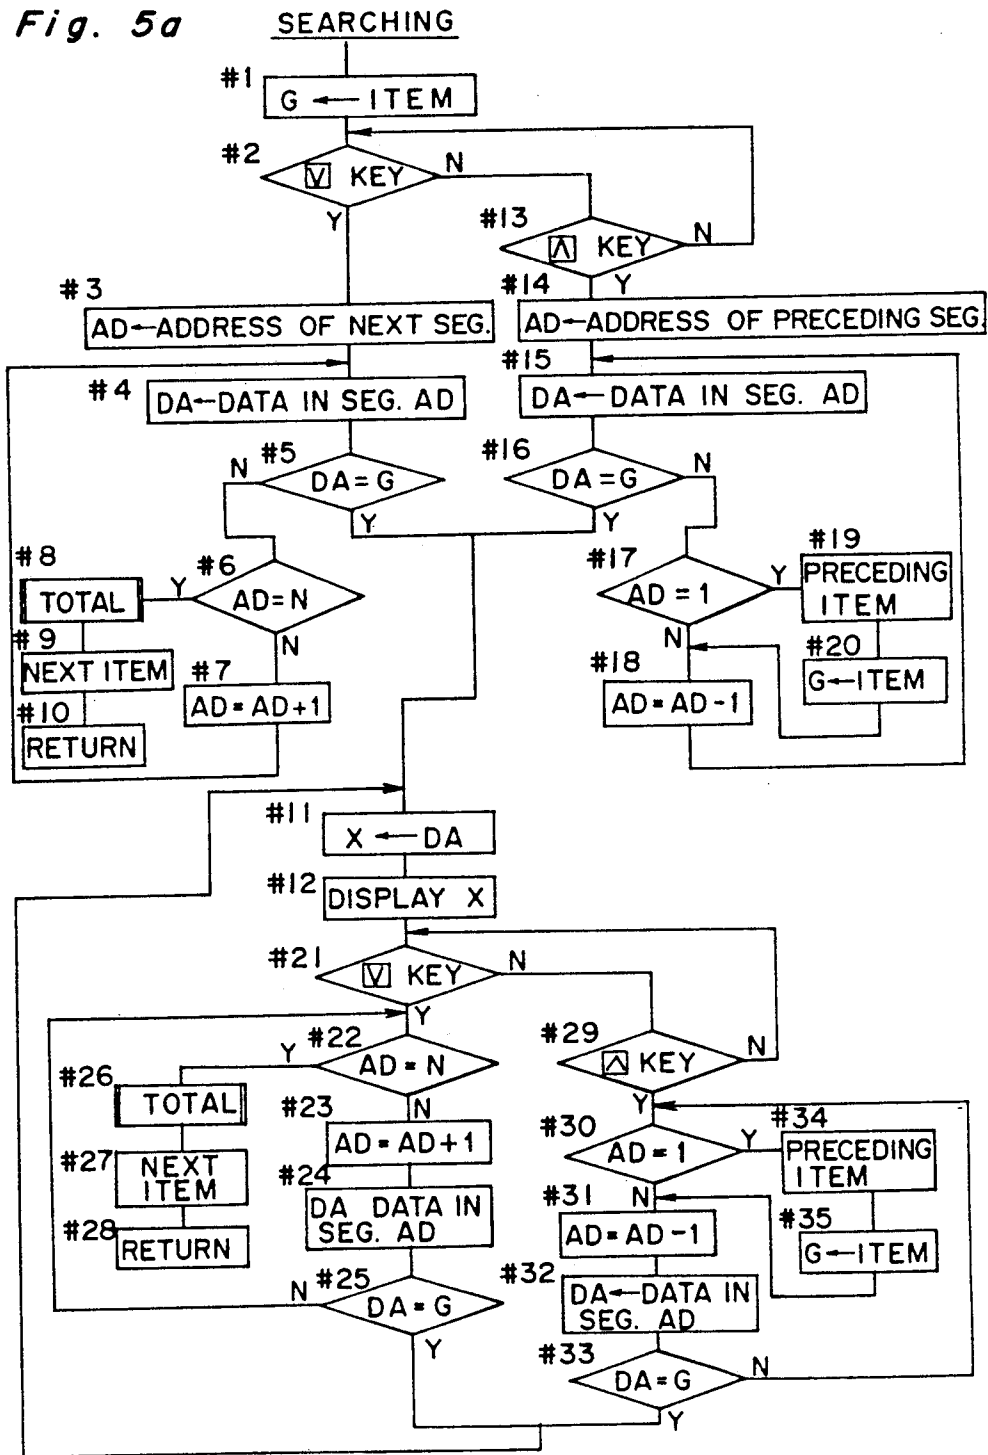 Fig. 5a
SEARCHING
#1
G ← ITEM
#2
V KEY
N
Y
#13
Λ KEY
N
Y
#3
AD←ADDRESS OF NEXT SEG.
#14
AD←ADDRESS OF PRECEDING SEG.
#4
DA←DATA IN SEG. AD
#15
DA←DATA IN SEG. AD
#5
DA=G
N
Y
#16
DA=G
N
Y
#6
AD=N
Y
N
#8
TOTAL
#9
NEXT ITEM
#10
RETURN
#7
AD=AD+1
#17
AD=1
Y
N
#19
PRECEDING
ITEM
#20
G←ITEM
#18
AD=AD-1
#11
X ← DA
#12
DISPLAY X
#21
V KEY
N
Y
#22
AD=N
Y
N
#26
TOTAL
#27
NEXT
ITEM
#28
RETURN
#23
AD=AD+1
#24
DA DATA IN
SEG. AD
#25
DA=G
N
Y
#29
Λ KEY
N
Y
#30
AD=1
Y
N
#34
PRECEDING
ITEM
#35
G←ITEM
#31
AD=AD-1
#32
DA←DATA IN
SEG. AD
#33
DA=G
N
Y